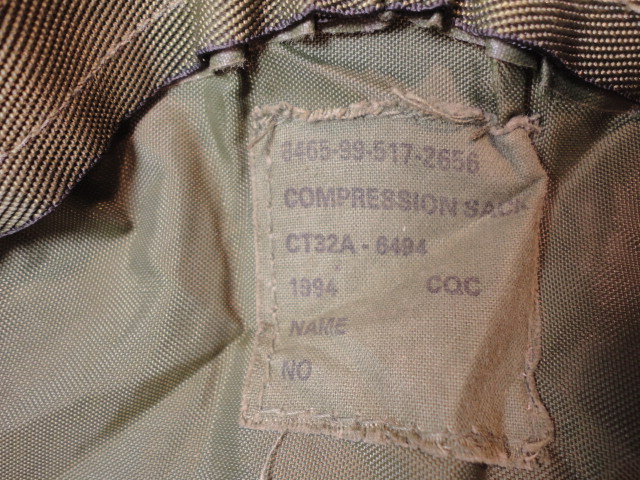 8465-99-517-2656
COMPRESSION SACK
CT32A - 6494
1994 CQC
NAME
NO